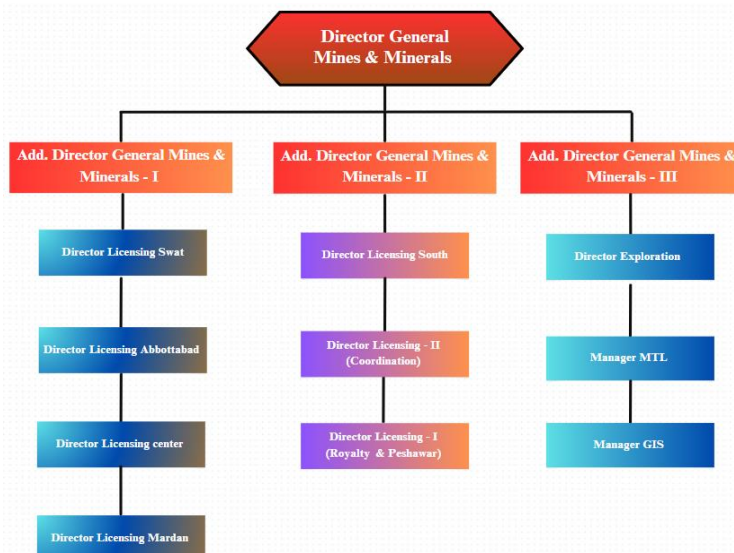 Director General
Mines & Minerals
Add. Director General Mines &
Minerals - I
Add. Director General Mines &
Minerals - II
Add. Director General Mines &
Minerals - III
Director Licensing Swat
Director Licensing South
Director Exploration
Director Licensing Abbottabad
Director Licensing - II
(Coordination)
Manager MTL
Director Licensing center
Director Licensing - I
(Royalty & Peshawar)
Manager GIS
Director Licensing Mardan